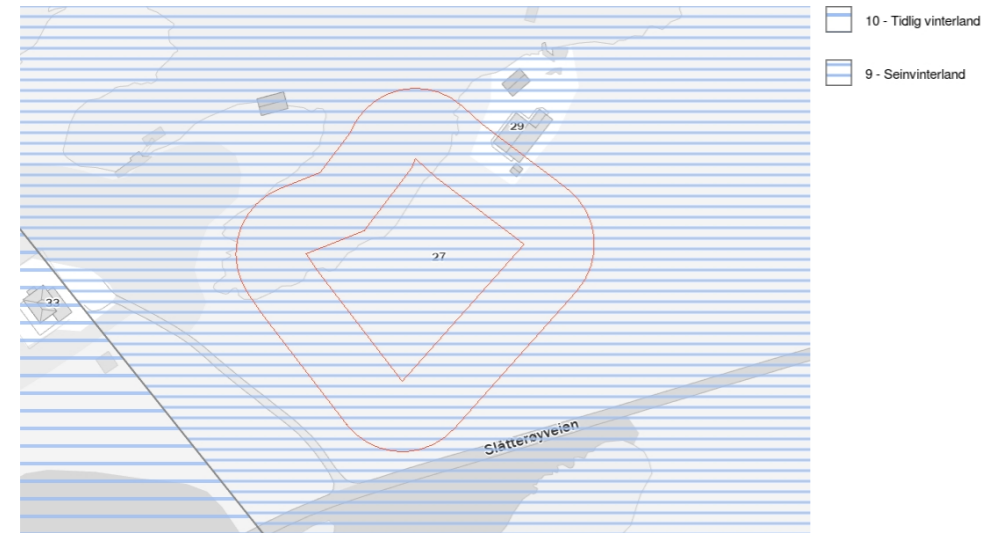 10 - Tidlig vinterland
9 - Seinvinterland
29
27
33
Slåtterøyveien